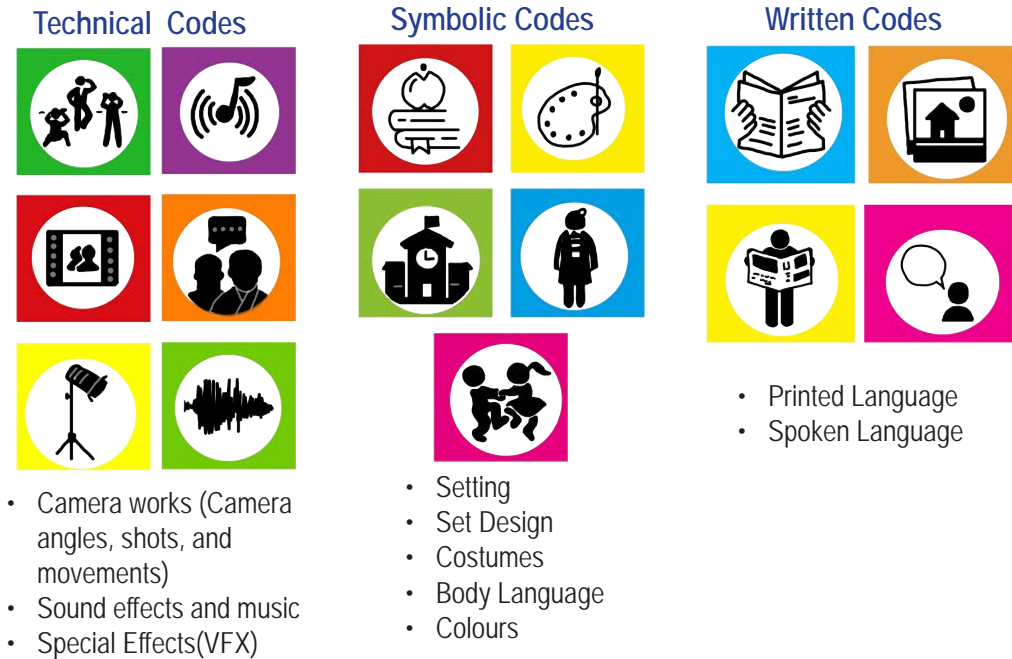 Technical Codes
Symbolic Codes
Written Codes
• Camera works (Camera
angles, shots, and
movements)
• Sound effects and music
• Special Effects(VFX)
• Setting
• Set Design
• Costumes
• Body Language
• Colours
• Printed Language
• Spoken Language